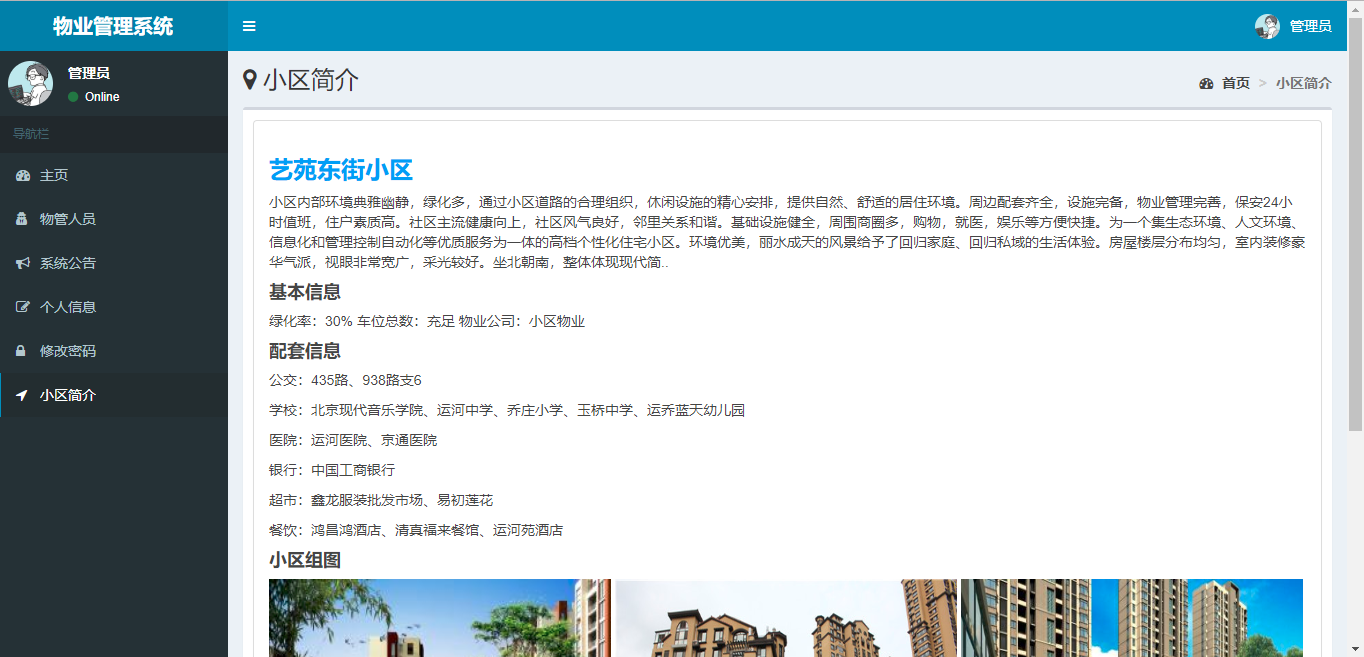 物业管理系统
管理员
管理员
Online
导航栏
主页
物管人员
系统公告
个人信息
修改密码
小区简介
小区简介
首页 > 小区简介
艺苑东街小区
小区内部环境典雅幽静，绿化多，通过小区道路的合理组织，休闲设施的精心安排，提供自然、舒适的居住环境。周边配套齐全，设施完备，物业管理完善，保安24小
时值班，住户素质高。社区主流健康向上，社区风气良好，邻里关系和谐。基础设施健全，周围商圈多，购物，就医，娱乐等方便快捷。为一个集生态环境、人文环境、
信息化和管理控制自动化等优质服务为一体的高档个性化住宅小区。环境优美，丽水成天的风景给予了回归家庭、回归私域的生活体验。房屋楼层分布均匀，室内装修豪
华气派，视眼非常宽广，采光较好。坐北朝南，整体体现现代简..
基本信息
绿化率：30% 车位总数：充足 物业公司：小区物业
配套信息
公交：435路、938路支6
学校：北京现代音乐学院、运河中学、乔庄小学、玉桥中学、运乔蓝天幼儿园
医院：运河医院、京通医院
银行：中国工商银行
超市：鑫龙服装批发市场、易初莲花
餐饮：鸿昌鸿酒店、清真福来餐馆、运河苑酒店
小区组图